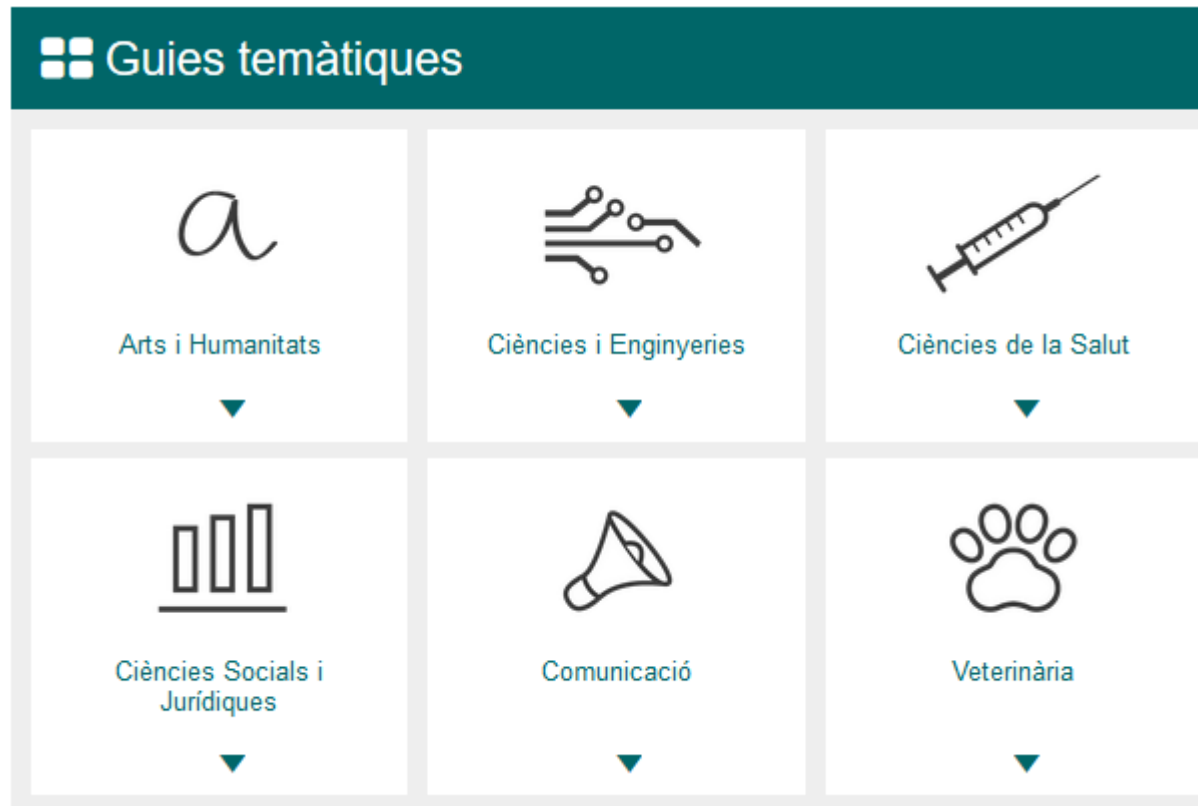 Guies temàtiques
Arts i Humanitats
Ciències i Enginyeries
Ciències de la Salut
Ciències Socials i
Jurídiques
Comunicació
Veterinària